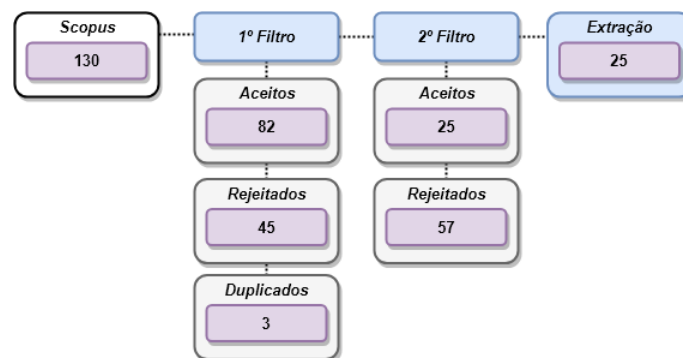 Scopus
130
1º Filtro
Aceitos
82
Rejeitados
45
Duplicados
3
2º Filtro
Aceitos
25
Rejeitados
57
Extração
25